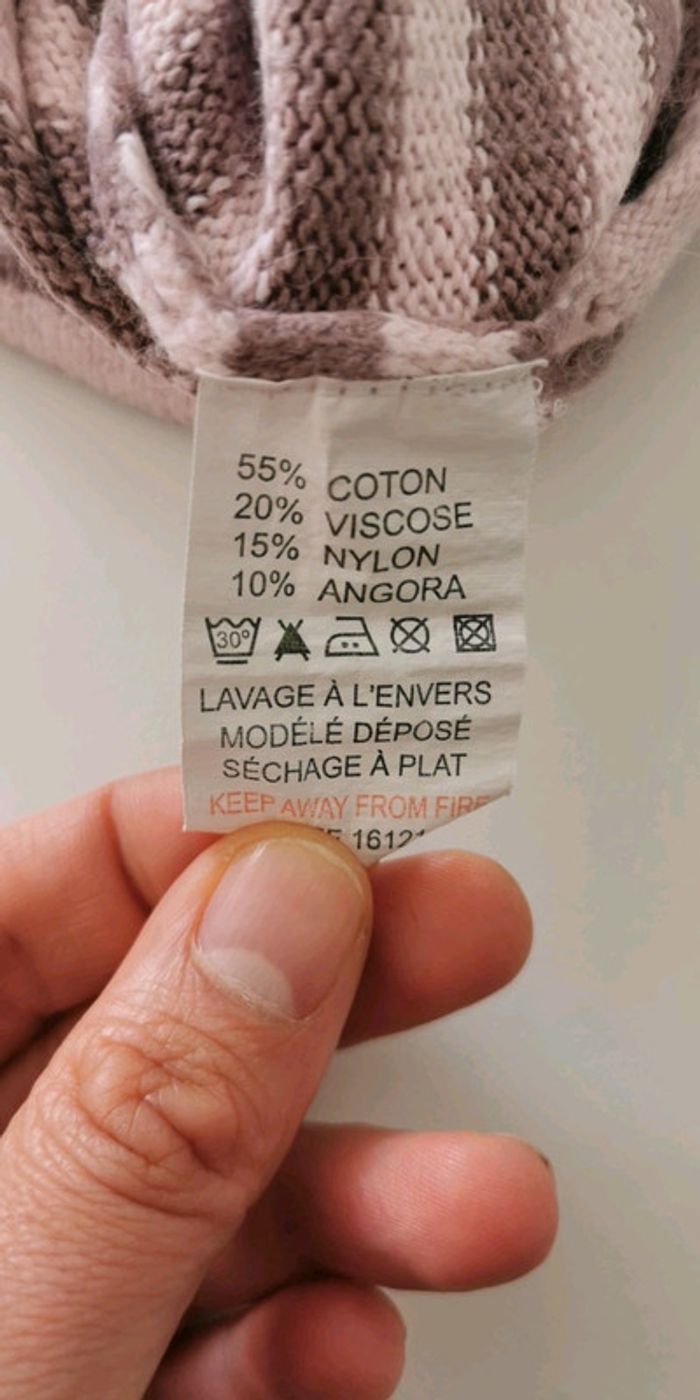 55% COTON
20% VISCOSE
15% NYLON
10% ANGORA
30°
LAVAGE À L'ENVERS
MODÉLÉ DÉPOSÉ
SÉCHAGE À PLAT
KEEP AWAY FROM FIRE